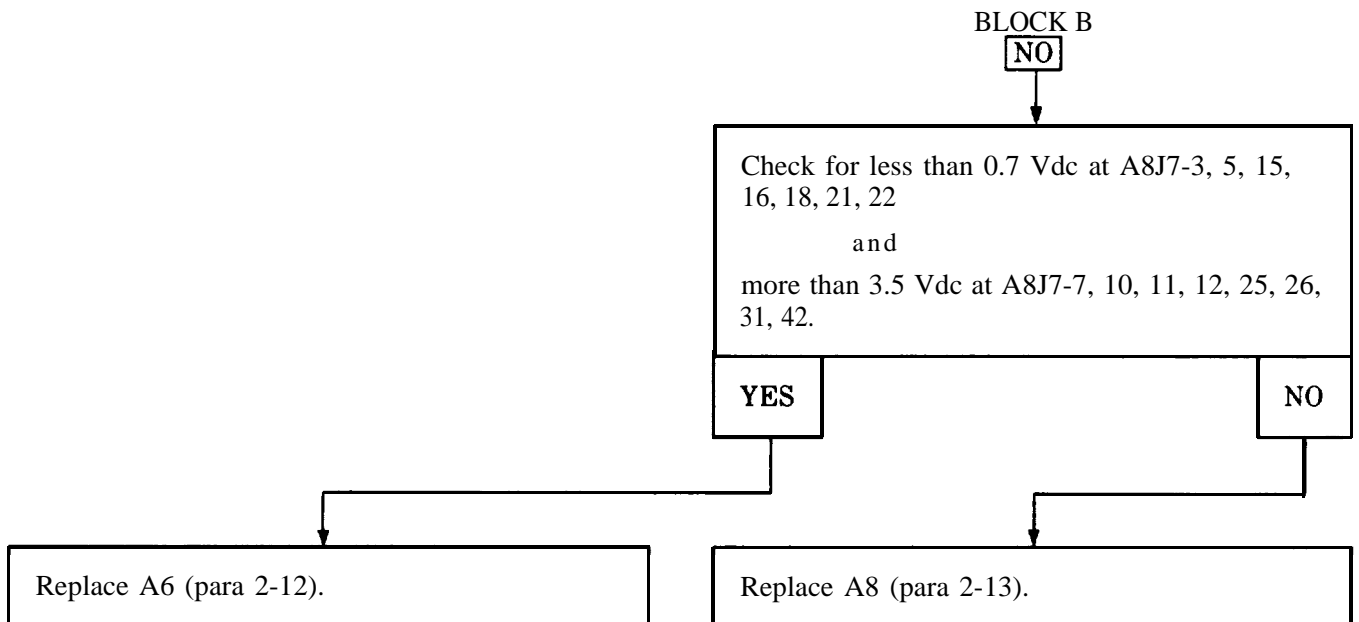 BLOCK B
NO
Check for less than 0.7 Vdc at A8J7-3, 5, 15,
16, 18, 21, 22
and
more than 3.5 Vdc at A8J7-7, 10, 11, 12, 25, 26,
31, 42.
YES
NO
Replace A6 (para 2-12).
Replace A8 (para 2-13).